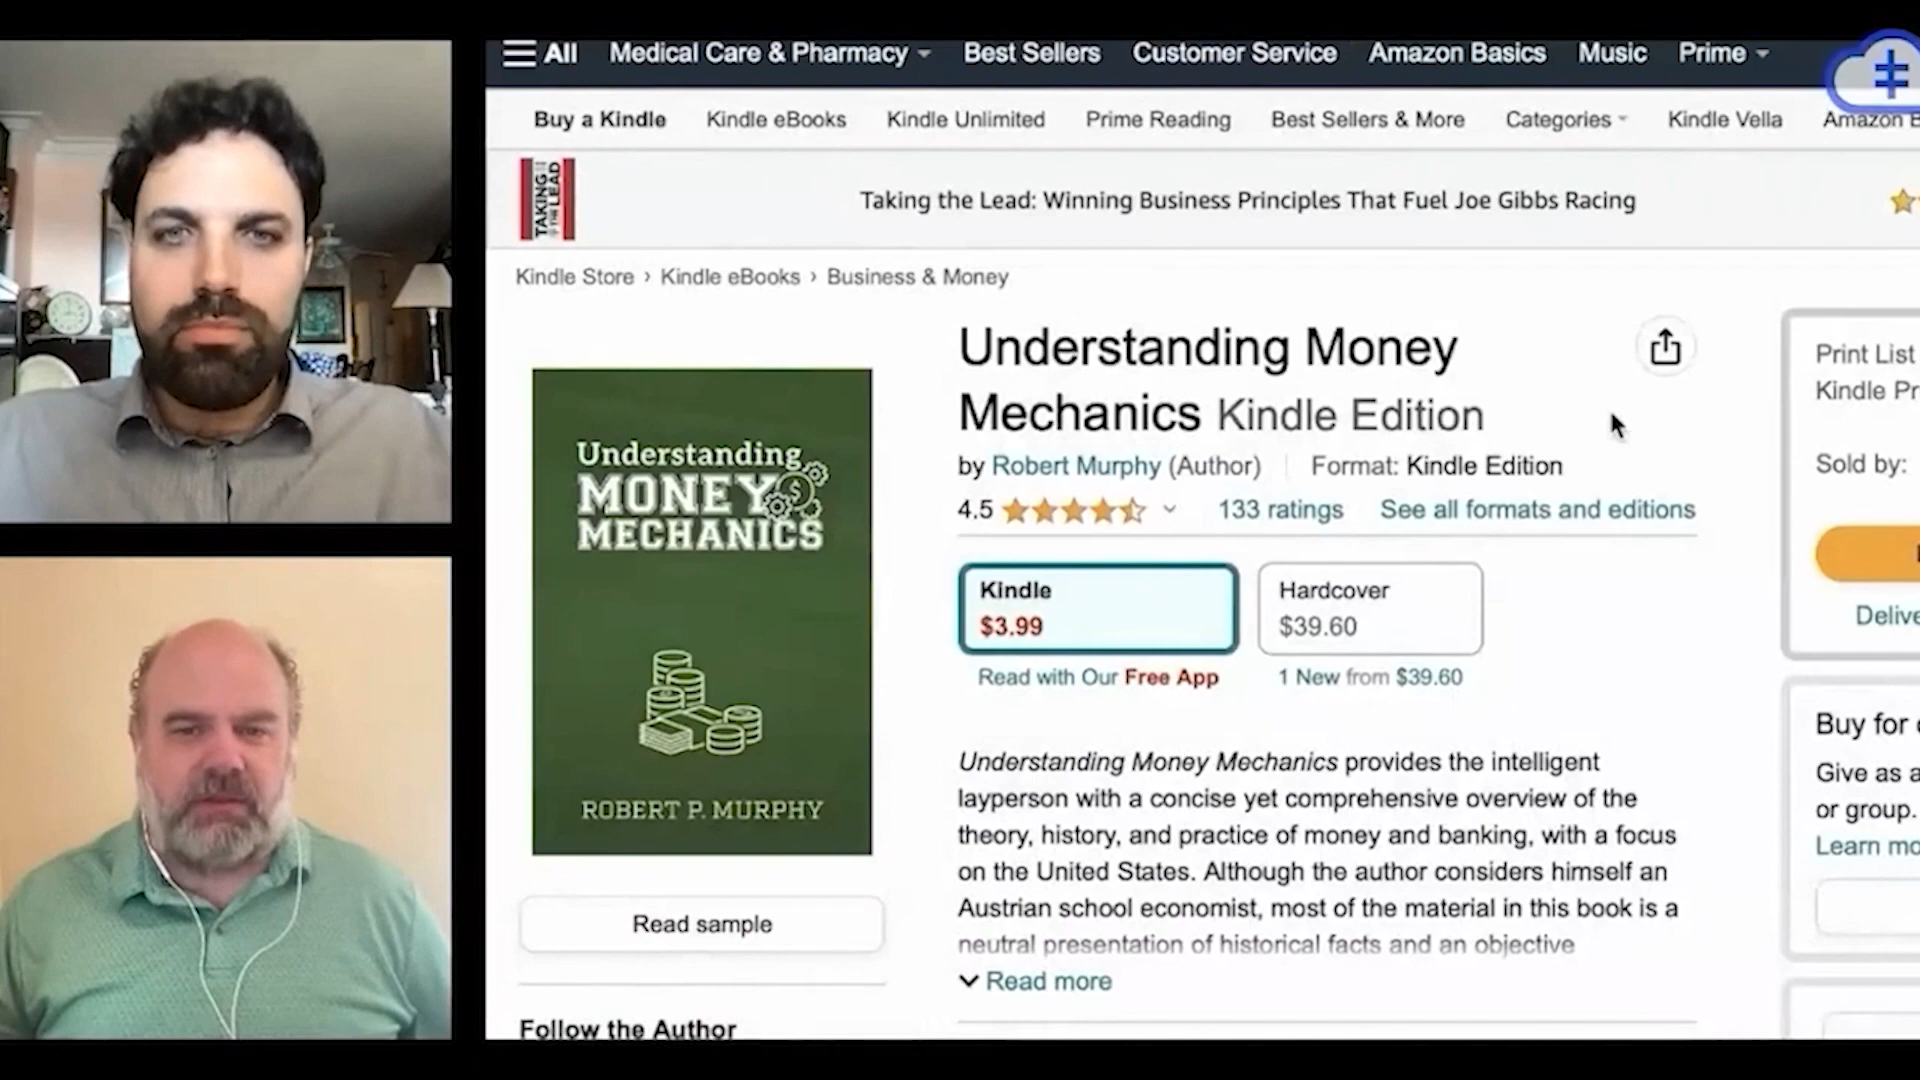 All Medical Care & Pharmacy Best Sellers Customer Service Amazon Basics Music Prime
Buy a Kindle Kindle eBooks Kindle Unlimited Prime Reading Best Sellers & More Categories Kindle Vella Amazon B
TAKING THE LEAD
Taking the Lead: Winning Business Principles That Fuel Joe Gibbs Racing
Kindle Store › Kindle eBooks › Business & Money
Understanding
MONEY
MECHANICS
ROBERT P. MURPHY
Read sample
Follow the Author
Understanding Money
Mechanics Kindle Edition
by Robert Murphy (Author) Format: Kindle Edition
4.5 133 ratings See all formats and editions
Kindle
$3.99
Read with Our Free App
Hardcover
$39.60
1 New from $39.60
Understanding Money Mechanics provides the intelligent
layperson with a concise yet comprehensive overview of the
theory, history, and practice of money and banking, with a focus
on the United States. Although the author considers himself an
Austrian school economist, most of the material in this book is a
neutral presentation of historical facts and an objective
Read more
Print List
Kindle Pr
Sold by:
Delive
Buy for
Give as a
or group.
Learn mo